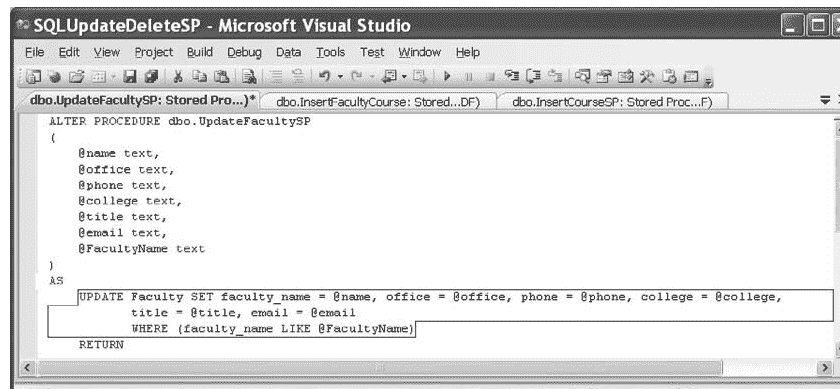 SQLUpdateDeleteSP - Microsoft Visual Studio
File Edit View Project Build Debug Data Tools Test Window Help
dbo.UpdateFacultySP: Stored Pro...)* dbo.InsertFacultyCourse: Stored...DF) dbo.InsertCourseSP: Stored Proc...F)
ALTER PROCEDURE dbo.UpdateFacultySP
(
@name text,
@office text,
@phone text,
@college text,
@title text,
@email text,
@FacultyName text
)
AS
UPDATE Faculty SET faculty_name = @name, office = @office, phone = @phone, college = @college,
title = @title, email = @email
WHERE (faculty_name LIKE @FacultyName)
RETURN